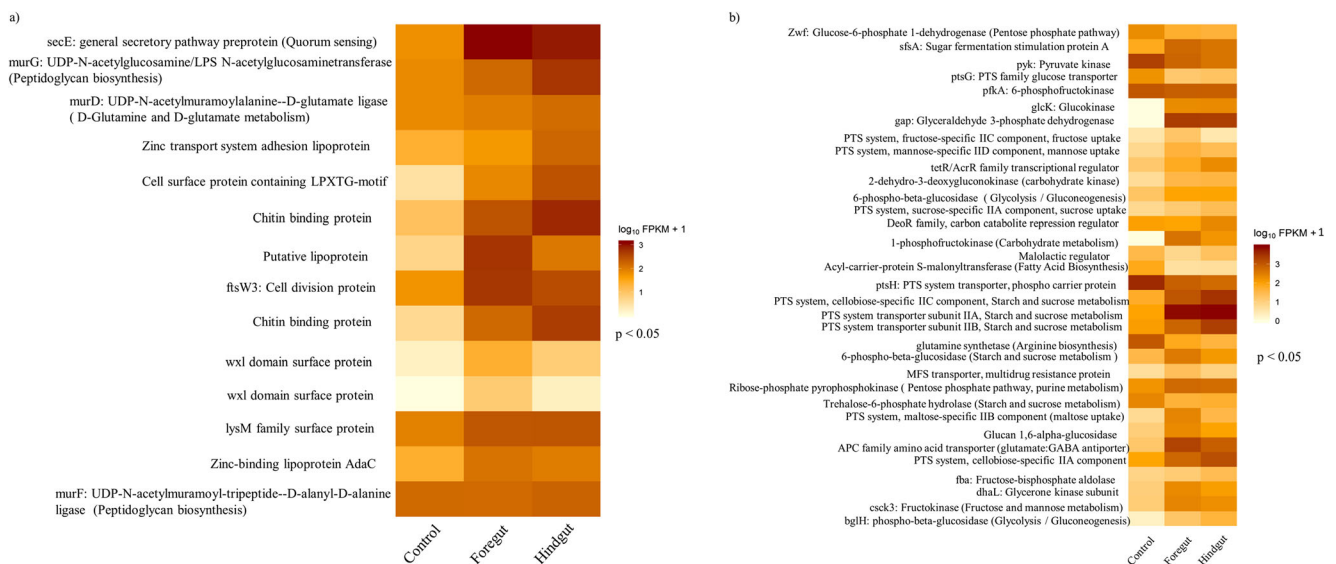 a)
secE: general secretory pathway preprotein (Quorum sensing)
murG: UDP-N-acetylglucosamine/LPS N-acetylglucosaminetransferase
(Peptidoglycan biosynthesis)
murD: UDP-N-acetylmuramoylalanine--D-glutamate ligase
( D-Glutamine and D-glutamate metabolism)
Zinc transport system adhesion lipoprotein
Cell surface protein containing LPXTG-motif
Chitin binding protein
Putative lipoprotein
ftsW3: Cell division protein
Chitin binding protein
wxl domain surface protein
wxl domain surface protein
lysM family surface protein
Zinc-binding lipoprotein AdaC
murF: UDP-N-acetylmuramoyl-tripeptide--D-alanyl-D-alanine
ligase (Peptidoglycan biosynthesis)
Control
Foregut
Hindgut
log10 FPKM + 1
3
2
1
p < 0.05
b)
Zwf: Glucose-6-phosphate 1-dehydrogenase (Pentose phosphate pathway)
sfsA: Sugar fermentation stimulation protein A
pyk: Pyruvate kinase
ptsG: PTS family glucose transporter
pfkA: 6-phosphofructokinase
glcK: Glucokinase
gap: Glyceraldehyde 3-phosphate dehydrogenase
PTS system, fructose-specific IIC component, fructose uptake
PTS system, mannose-specific IID component, mannose uptake
tetR/AcrR family transcriptional regulator
2-dehydro-3-deoxygluconokinase (carbohydrate kinase)
6-phospho-beta-glucosidase ( Glycolysis / Gluconeogenesis)
PTS system, sucrose-specific IIA component, sucrose uptake
DeoR family, carbon catabolite repression regulator
1-phosphofructokinase (Carbohydrate metabolism)
Malolactic regulator
Acyl-carrier-protein S-malonyltransferase (Fatty Acid Biosynthesis)
ptsH: PTS system transporter, phospho carrier protein
PTS system, cellobiose-specific IIC component, Starch and sucrose metabolism
PTS system transporter subunit IIA, Starch and sucrose metabolism
PTS system transporter subunit IIB, Starch and sucrose metabolism
glutamine synthetase (Arginine biosynthesis)
6-phospho-beta-glucosidase (Starch and sucrose metabolism )
MFS transporter, multidrug resistance protein
Ribose-phosphate pyrophosphokinase ( Pentose phosphate pathway, purine metabolism)
Trehalose-6-phosphate hydrolase (Starch and sucrose metabolism)
PTS system, maltose-specific IIB component (maltose uptake)
Glucan 1,6-alpha-glucosidase
APC family amino acid transporter (glutamate:GABA antiporter)
PTS system, cellobiose-specific IIA component
fba: Fructose-bisphosphate aldolase
dhaL: Glycerone kinase subunit
csck3: Fructokinase (Fructose and mannose metabolism)
bglH: phospho-beta-glucosidase (Glycolysis / Gluconeogenesis)
Control
Foregut
Hindgut
log10 FPKM + 1
3
2
1
0
p < 0.05